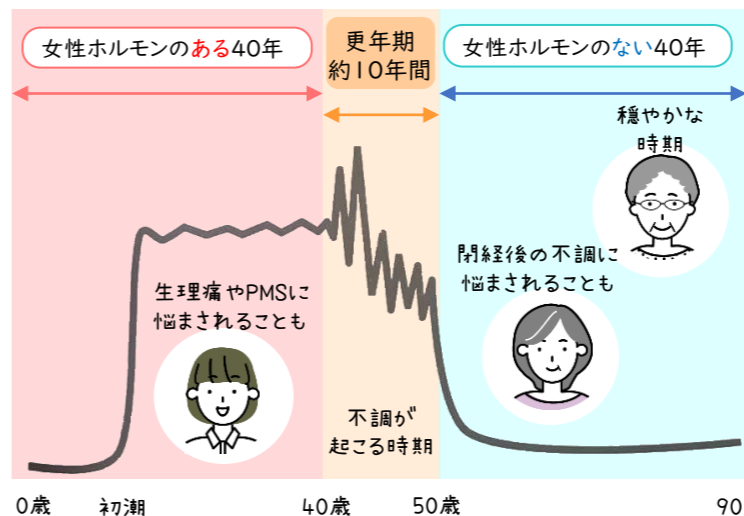 女性ホルモンのある40年
更年期
約10年間
女性ホルモンのない40年
穏やかな
時期
閉経後の不調に
悩まされることも
生理痛やPMSに
悩まされることも
不調が
起こる時期
0歳
初潮
40歳
50歳
90